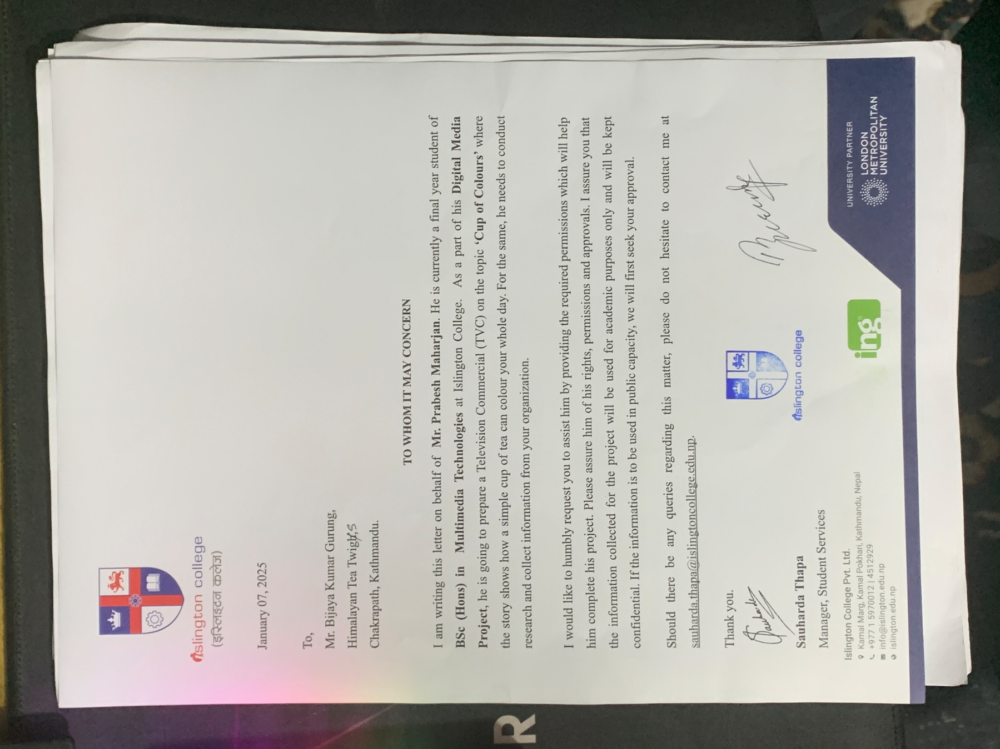 islington college
(इस्लिङ्टन कलेज)
January 07, 2025
To,
Mr. Bijaya Kumar Gurung,
Himalayan Tea Twigs
Chakrapath, Kathmandu.
TO WHOM IT MAY CONCERN
I am writing this letter on behalf of Mr. Prabesh Maharjan. He is currently a final year student of
BSc (Hons) in Multimedia Technologies at Islington College. As a part of his Digital Media
Project, he is going to prepare a Television Commercial (TVC) on the topic ‘Cup of Colours’ where
the story shows how a simple cup of tea can colour your whole day. For the same, he needs to conduct
research and collect information from your organization.
I would like to humbly request you to assist him by providing the required permissions which will help
him complete his project. Please assure him of his rights, permissions and approvals. I assure you that
the information collected for the project will be used for academic purposes only and will be kept
confidential. If the information is to be used in public capacity, we will first seek your approval.
Should there be any queries regarding this matter, please do not hesitate to contact me at
sauharda.thapa@islingtoncollege.edu.np.
Thank you.
islington college
Sauharda Thapa
Manager, Student Services
Islington College Pvt. Ltd.
Kamal Marg, Kamal Pokhari, Kathmandu, Nepal
+977 1 5970012 | 4512929
info@islington.edu.np
islington.edu.np
ing
UNIVERSITY PARTNER
LONDON
METROPOLITAN
UNIVERSITY
R